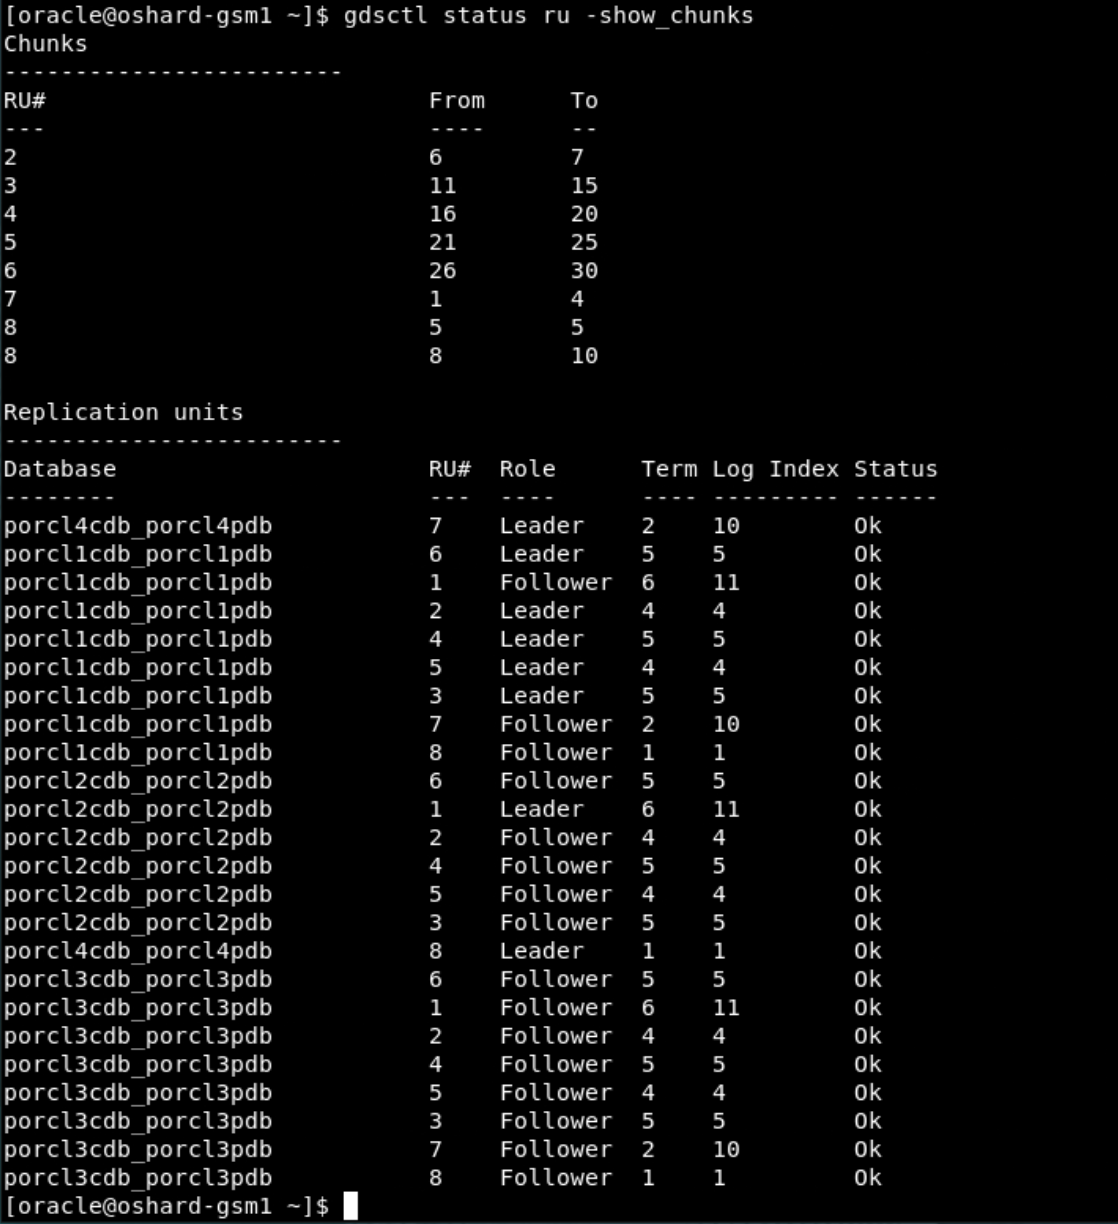 [oracle@oshard-gsm1 ~]$ gdsctl status ru -show_chunks
Chunks
------------------------
RU#                           From      To
---                           ----      --
2                             6         7
3                             11        15
4                             16        20
5                             21        25
6                             26        30
7                             1         4
8                             5         5
8                             8         10

Replication units
------------------------
Database                      RU#  Role      Term Log Index Status
--------                      ---  ----      ---- --------- ------
porcl4cdb_porcl4pdb           7    Leader    2    10        Ok
porcl1cdb_porcl1pdb           6    Leader    5    5         Ok
porcl1cdb_porcl1pdb           1    Follower  6    11        Ok
porcl1cdb_porcl1pdb           2    Leader    4    4         Ok
porcl1cdb_porcl1pdb           4    Leader    5    5         Ok
porcl1cdb_porcl1pdb           5    Leader    4    4         Ok
porcl1cdb_porcl1pdb           3    Leader    5    5         Ok
porcl1cdb_porcl1pdb           7    Follower  2    10        Ok
porcl1cdb_porcl1pdb           8    Follower  1    1         Ok
porcl2cdb_porcl2pdb           6    Follower  5    5         Ok
porcl2cdb_porcl2pdb           1    Leader    6    11        Ok
porcl2cdb_porcl2pdb           2    Follower  4    4         Ok
porcl2cdb_porcl2pdb           4    Follower  5    5         Ok
porcl2cdb_porcl2pdb           5    Follower  4    4         Ok
porcl2cdb_porcl2pdb           3    Follower  5    5         Ok
porcl4cdb_porcl4pdb           8    Leader    1    1         Ok
porcl3cdb_porcl3pdb           6    Follower  5    5         Ok
porcl3cdb_porcl3pdb           1    Follower  6    11        Ok
porcl3cdb_porcl3pdb           2    Follower  4    4         Ok
porcl3cdb_porcl3pdb           4    Follower  5    5         Ok
porcl3cdb_porcl3pdb           5    Follower  4    4         Ok
porcl3cdb_porcl3pdb           3    Follower  5    5         Ok
porcl3cdb_porcl3pdb           7    Follower  2    10        Ok
porcl3cdb_porcl3pdb           8    Follower  1    1         Ok
[oracle@oshard-gsm1 ~]$